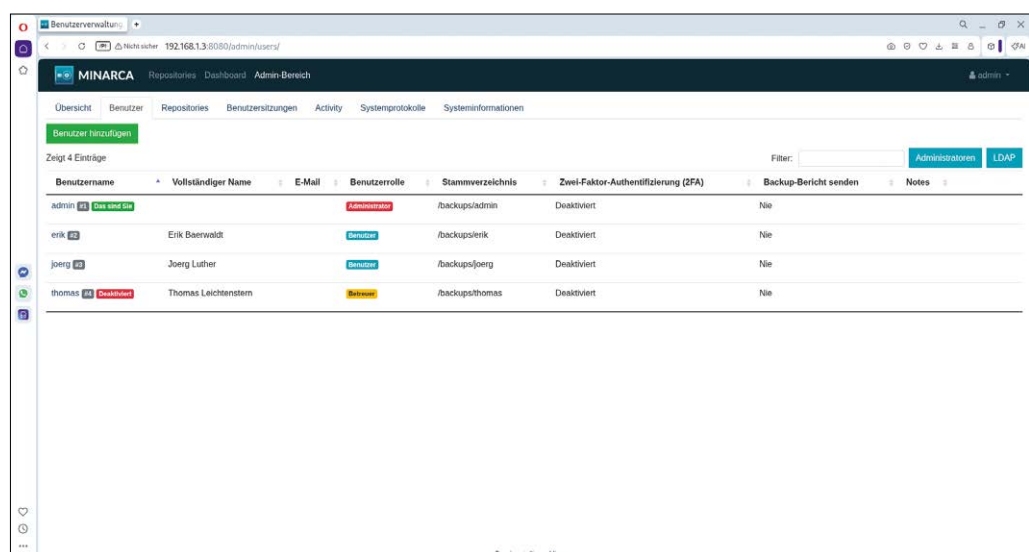 Benutzerverwaltung
Nicht sicher 192.168.1.3:8080/admin/users/
AI
MINARCA Repositories Dashboard Admin-Bereich admin
Übersicht Benutzer Repositories Benutzersitzungen Activity Systemprotokolle Systeminformationen
Benutzer hinzufügen
Zeigt 4 Einträge Filter: Administratoren LDAP
Benutzername Vollständiger Name E-Mail Benutzerrolle Stammverzeichnis Zwei-Faktor-Authentifizierung (2FA) Backup-Bericht senden Notes
admin #1 Das sind Sie Administrator /backups/admin Deaktiviert Nie
erik #2 Erik Baerwaldt Benutzer /backups/erik Deaktiviert Nie
joerg #3 Joerg Luther Benutzer /backups/joerg Deaktiviert Nie
thomas #4 Deaktiviert Thomas Leichtenstern Betreuer /backups/thomas Deaktiviert Nie